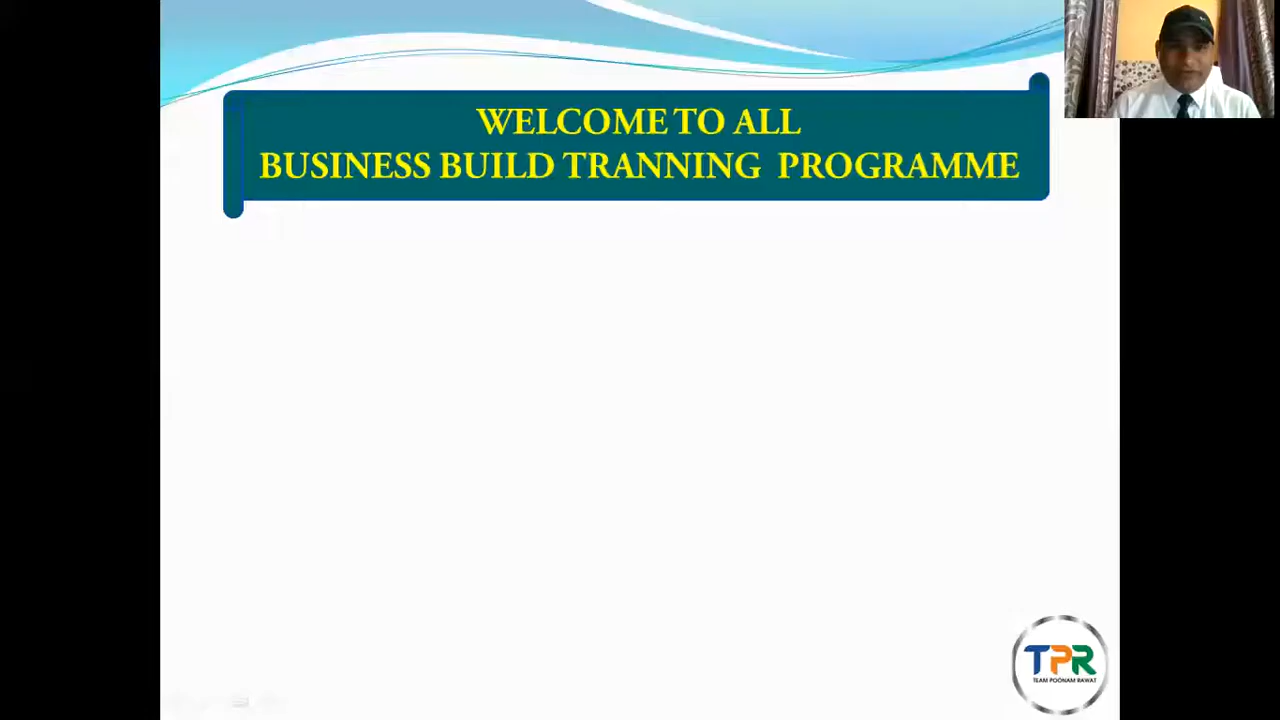 WELCOME TO ALL
BUSINESS BUILD TRANNING PROGRAMME
TPR
TEAM POONAM RAWAT